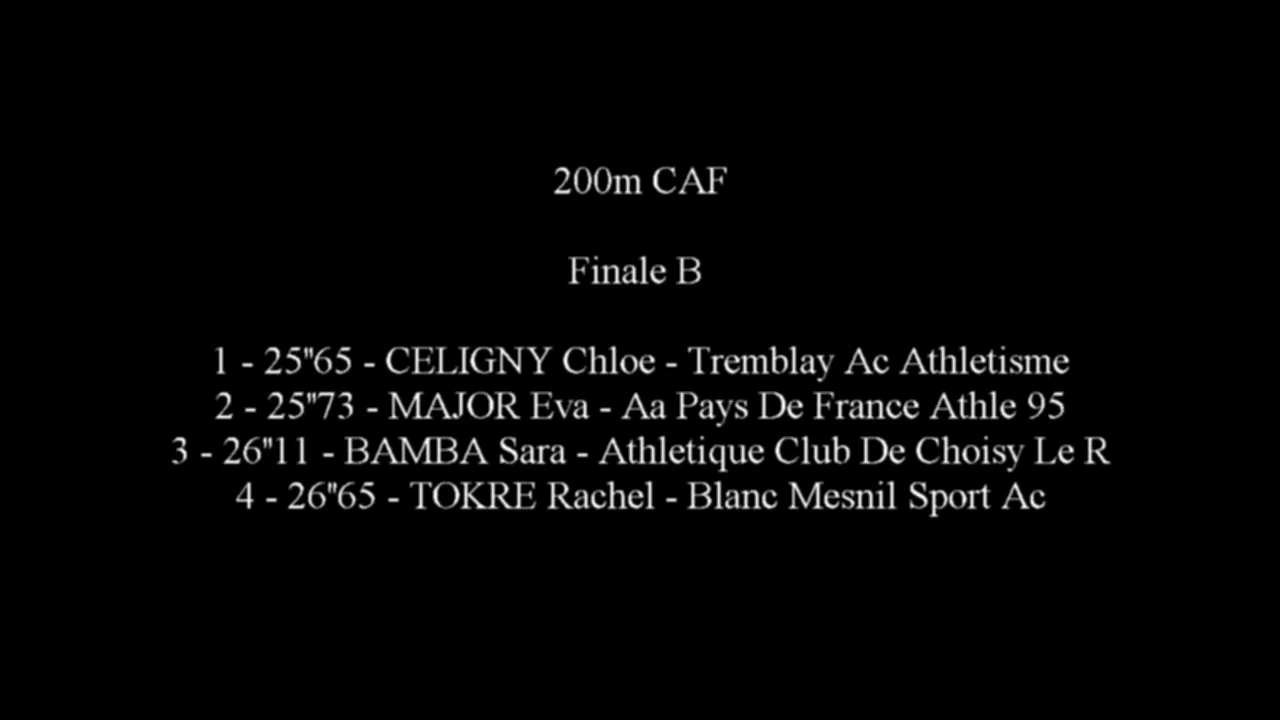 200m CAF
Finale B
1 - 25"65 - CELIGNY Chloe - Tremblay Ac Athletisme
2 - 25"73 - MAJOR Eva - Aa Pays De France Athle 95
3 - 26"11 - BAMBA Sara - Athletique Club De Choisy Le R
4 - 26"65 - TOKRE Rachel - Blanc Mesnil Sport Ac